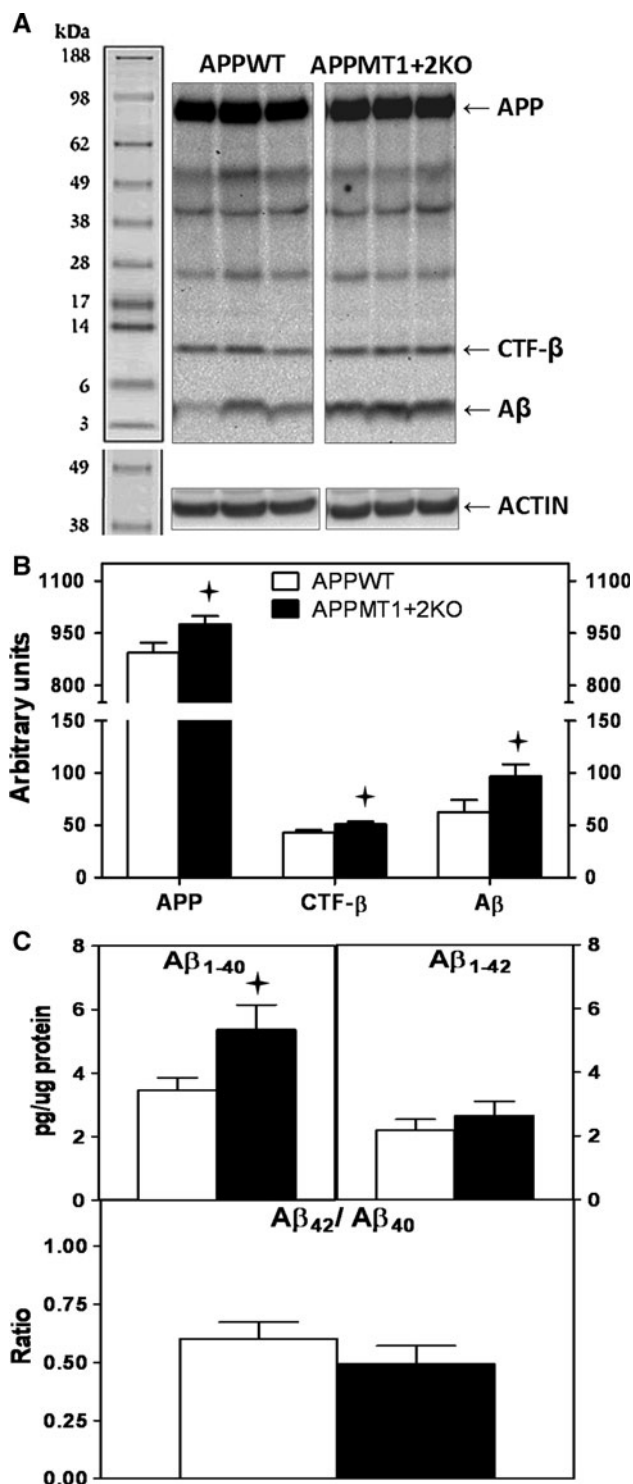 A
kDa
188
98
62
49
38
28
17
14
6
3
49
38
APPWT APPMT1+2KO
← APP
← CTF-β
← Aβ
← ACTIN
B
Arbitrary units
1100
950
800
150
100
50
0
APPWT
APPMT1+2KO
1100
950
800
150
100
50
0
APP CTF-β Aβ
C
pg/ug protein
8
6
4
2
0
Aβ1-40
Aβ1-42
8
6
4
2
0
Aβ42/ Aβ40
Ratio
1.00
0.75
0.50
0.25
0.00